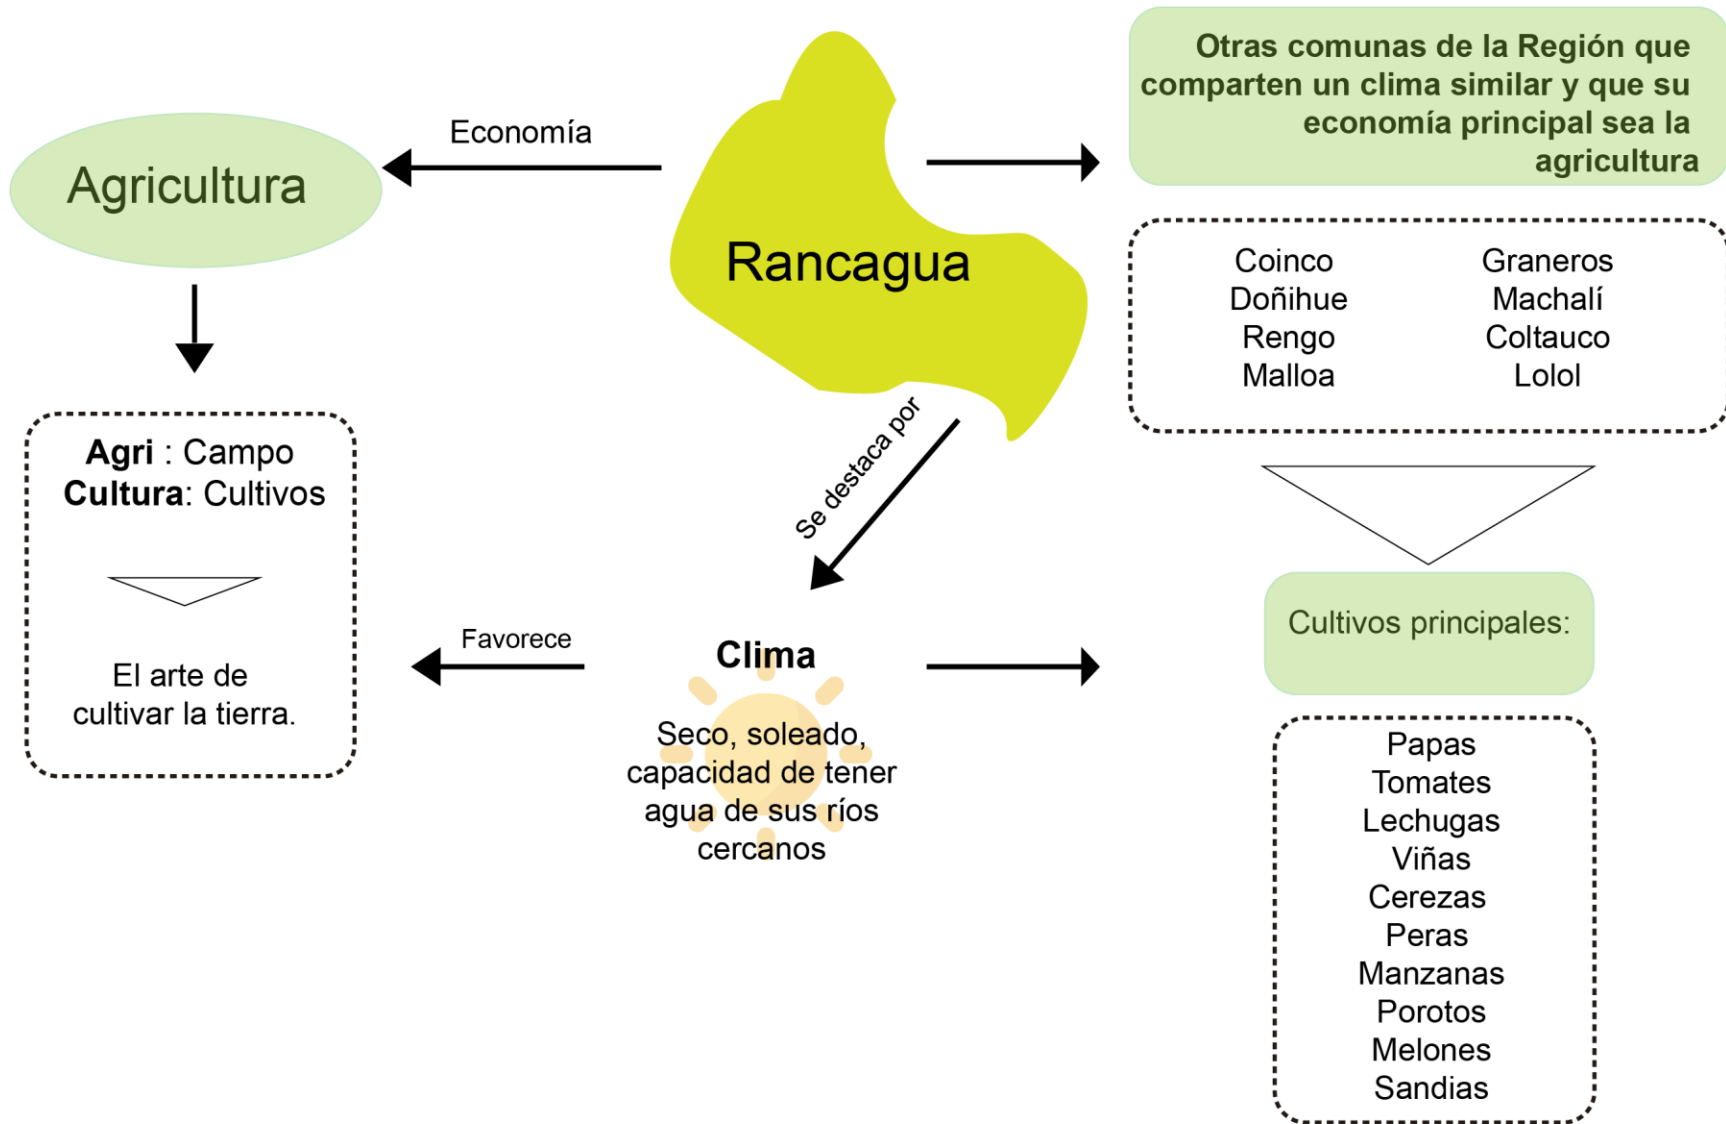 Otras comunas de la Región que
comparten un clima similar y que su
economía principal sea la
agricultura
Economía
Agricultura
Rancagua
Coinco
Doñihue
Rengo
Malloa
Graneros
Machalí
Coltauco
Lolol
Se destaca por
Agri : Campo
Cultura: Cultivos
El arte de
cultivar la tierra.
Favorece
Clima
Seco, soleado,
capacidad de tener
agua de sus ríos
cercanos
Cultivos principales:
Papas
Tomates
Lechugas
Viñas
Cerezas
Peras
Manzanas
Porotos
Melones
Sandias